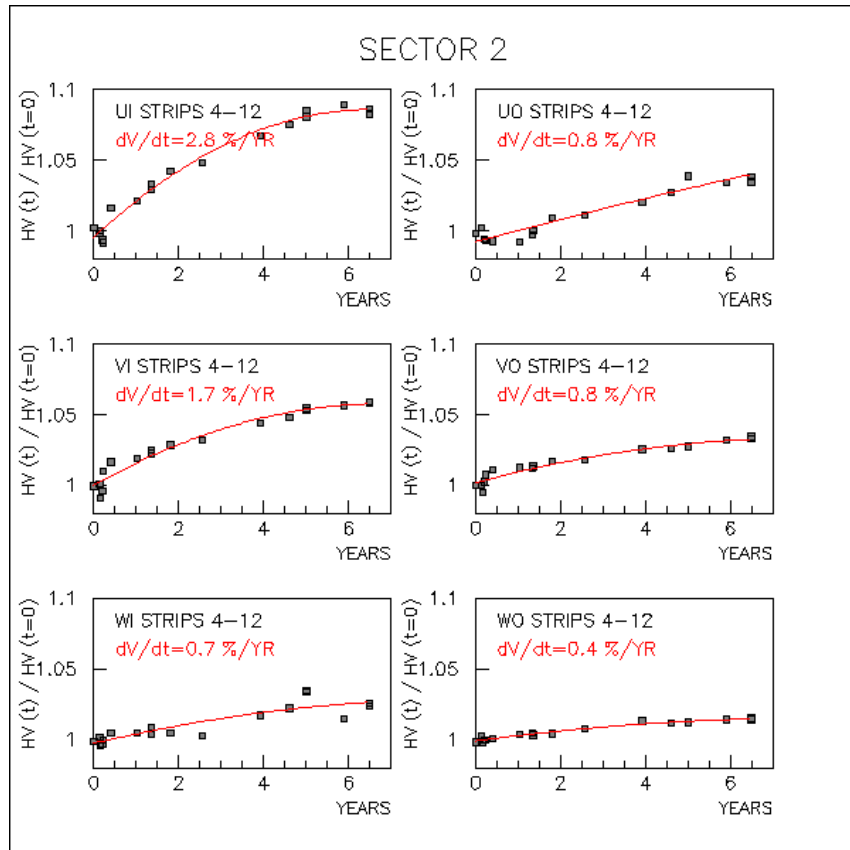 SECTOR 2
HV (t) / HV (t=0)
1.1
1.05
1
UI STRIPS 4-12
dV/dt=2.8 %/YR
0 2 4 6
YEARS
HV (t) / HV (t=0)
1.1
1.05
1
UO STRIPS 4-12
dV/dt=0.8 %/YR
0 2 4 6
YEARS
HV (t) / HV (t=0)
1.1
1.05
1
VI STRIPS 4-12
dV/dt=1.7 %/YR
0 2 4 6
YEARS
HV (t) / HV (t=0)
1.1
1.05
1
VO STRIPS 4-12
dV/dt=0.8 %/YR
0 2 4 6
YEARS
HV (t) / HV (t=0)
1.1
1.05
1
WI STRIPS 4-12
dV/dt=0.7 %/YR
0 2 4 6
YEARS
HV (t) / HV (t=0)
1.1
1.05
1
WO STRIPS 4-12
dV/dt=0.4 %/YR
0 2 4 6
YEARS